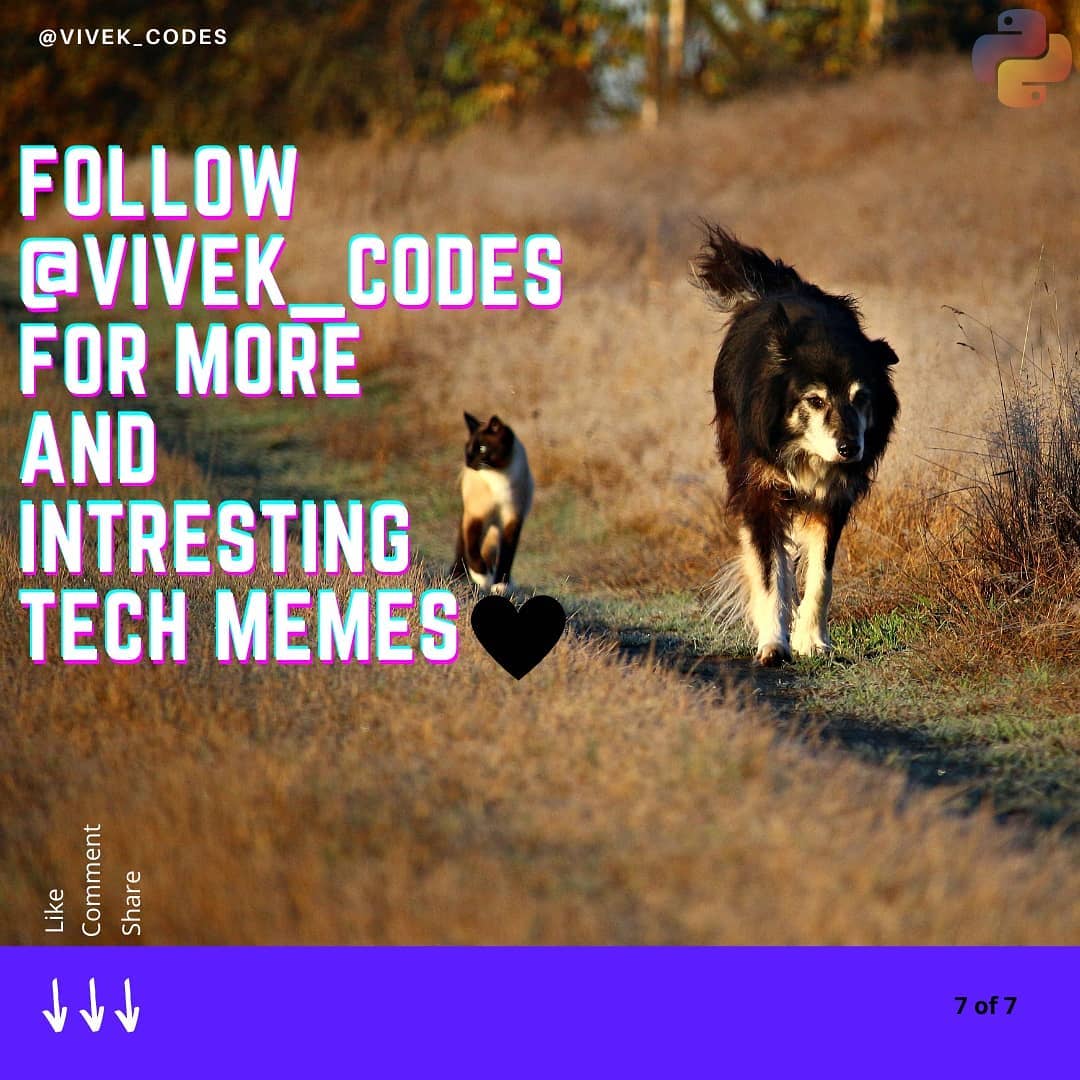 @VIVEK_CODES
FOLLOW
@VIVEK_CODES
FOR MORE
AND
INTRESTING
TECH MEMES
Like
Comment
Share
7 of 7